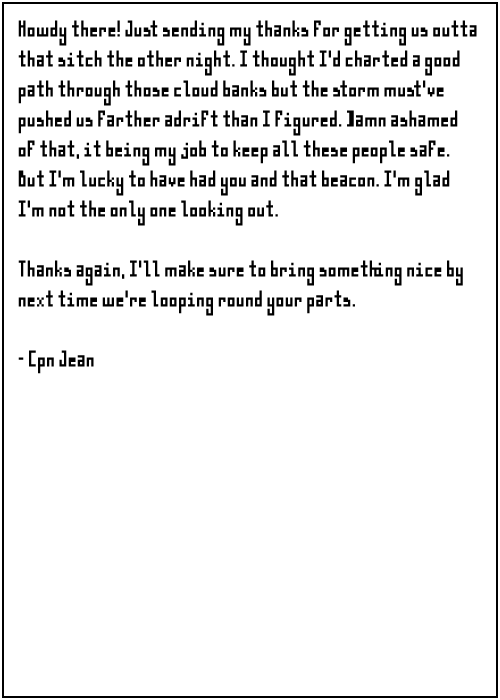 Howdy there! Just sending my thanks for getting us outta
that sitch the other night. I thought I'd charted a good
path through those cloud banks but the storm must've
pushed us farther adrift than I figured. Damn ashamed
of that, it being my job to keep all these people safe.
But I'm lucky to have had you and that beacon. I'm glad
I'm not the only one looking out.

Thanks again, I'll make sure to bring something nice by
next time we're looping round your parts.

- Cpn Jean